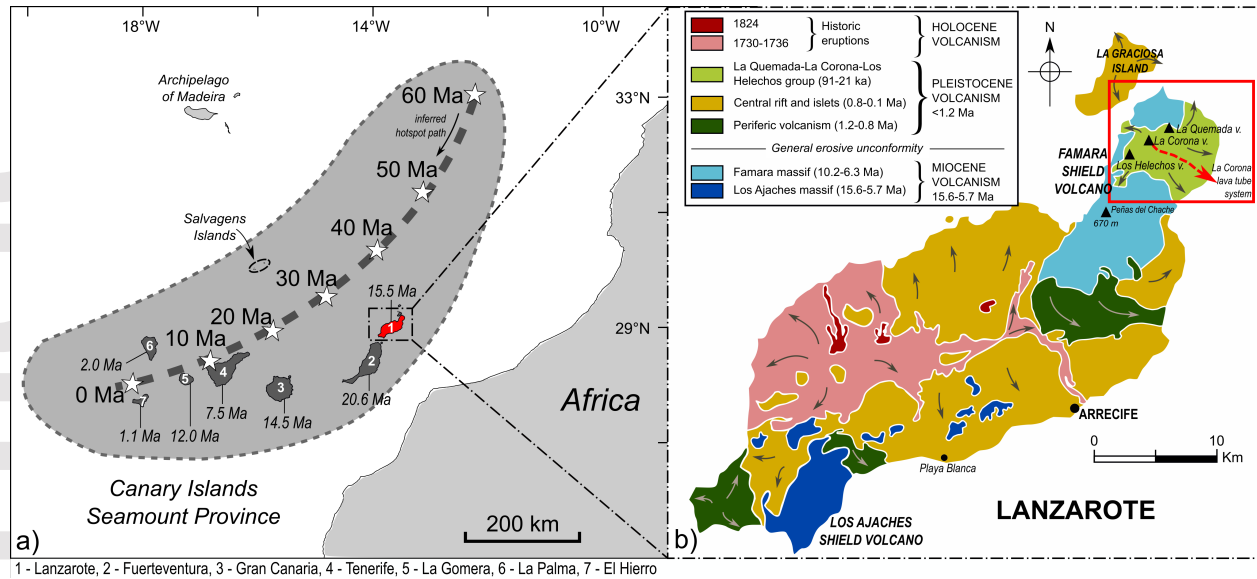 18°W
14°W
10°W
Archipelago
of Madeira
60 Ma
33°N
inferred
hotspot path
50 Ma
Salvagens
Islands
40 Ma
30 Ma
15.5 Ma
20 Ma
29°N
10 Ma
1
6
2.0 Ma
2
5
4
3
0 Ma
7
20.6 Ma
7.5 Ma
14.5 Ma
1.1 Ma
12.0 Ma
Africa
Canary Islands
Seamount Province
200 km
a)
1 - Lanzarote, 2 - Fuerteventura, 3 - Gran Canaria, 4 - Tenerife, 5 - La Gomera, 6 - La Palma, 7 - El Hierro
1824
1730-1736
Historic
eruptions
HOLOCENE
VOLCANISM
La Quemada-La Corona-Los
Helechos group (91-21 ka)
Central rift and islets (0.8-0.1 Ma)
Periferic volcanism (1.2-0.8 Ma)
PLEISTOCENE
VOLCANISM
<1.2 Ma
General erosive unconformity
Famara massif (10.2-6.3 Ma)
Los Ajaches massif (15.6-5.7 Ma)
MIOCENE
VOLCANISM
15.6-5.7 Ma
N
LA GRACIOSA
ISLAND
La Quemada v.
La Corona v.
Los Helechos v.
La Corona
lava tube
system
FAMARA
SHIELD
VOLCANO
Peñas del Chache
670 m
ARRECIFE
0
10
Km
Playa Blanca
LANZAROTE
LOS AJACHES
SHIELD VOLCANO
b)